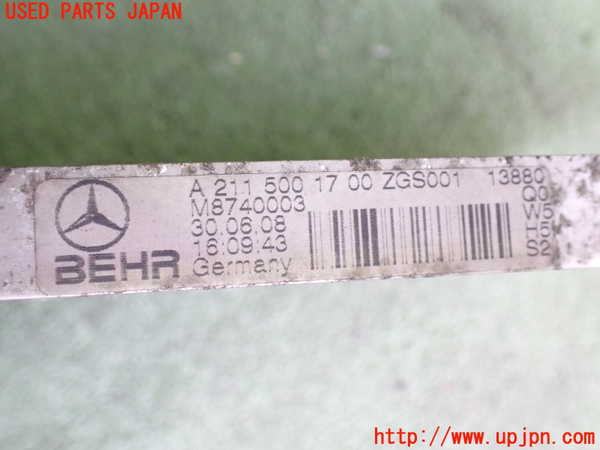 USED PARTS JAPAN
A 211 500 17 00 ZGS001 13880
M8740003 Q0
30.06.08 W5
16:09:43 H5
BEHR Germany S2
http://www.upjpn.com/